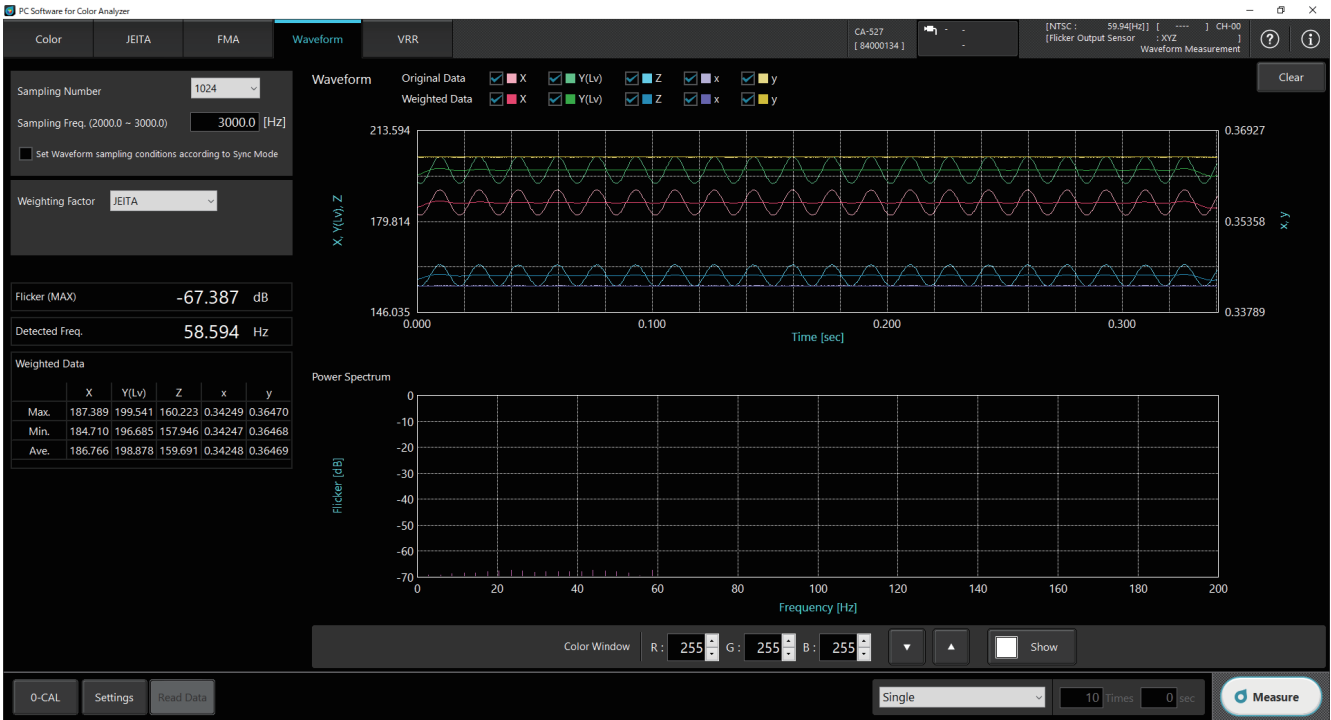 PC Software for Color Analyzer
Color JEITA FMA Waveform VRR
CA-527
[ 84000134 ]
- -
-
[NTSC : 59.94[Hz]] [ ---- ] CH-00
[Flicker Output Sensor : XYZ ]
Waveform Measurement
Sampling Number 1024
Sampling Freq. (2000.0 ~ 3000.0) 3000.0 [Hz]
Set Waveform sampling conditions according to Sync Mode
Weighting Factor JEITA
Flicker (MAX) -67.387 dB
Detected Freq. 58.594 Hz
Weighted Data
X Y(Lv) Z x y
Max. 187.389 199.541 160.223 0.34249 0.36470
Min. 184.710 196.685 157.946 0.34247 0.36468
Ave. 186.766 198.878 159.691 0.34248 0.36469
Waveform
Original Data X Y(Lv) Z x y
Weighted Data X Y(Lv) Z x y
Clear
213.594 0.36927
X, Y(Lv), Z
179.814 0.35358
x, y
146.035 0.33789
0.000 0.100 0.200 0.300
Time [sec]
Power Spectrum
0
-10
-20
-30
-40
-50
-60
-70
Flicker [dB]
0 20 40 60 80 100 120 140 160 180 200
Frequency [Hz]
Color Window R : 255 G : 255 B : 255 Show
0-CAL Settings Read Data
Single 10 Times 0 sec Measure